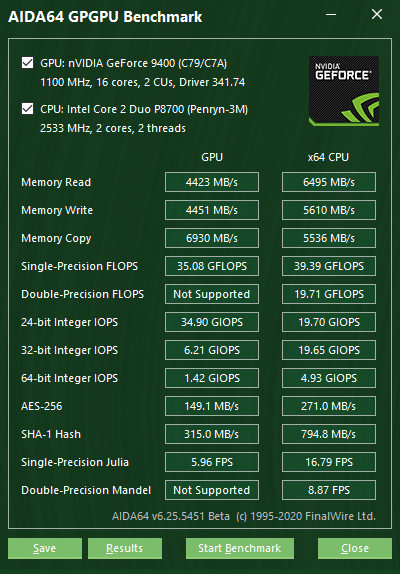 AIDA64 GPGPU Benchmark
GPU: nVIDIA GeForce 9400 (C79/C7A)
1100 MHz, 16 cores, 2 CUs, Driver 341.74
CPU: Intel Core 2 Duo P8700 (Penryn-3M)
2533 MHz, 2 cores, 2 threads
NVIDIA
GEFORCE
GPU x64 CPU
Memory Read 4423 MB/s 6495 MB/s
Memory Write 4451 MB/s 5610 MB/s
Memory Copy 6930 MB/s 5536 MB/s
Single-Precision FLOPS 35.08 GFLOPS 39.39 GFLOPS
Double-Precision FLOPS Not Supported 19.71 GFLOPS
24-bit Integer IOPS 34.90 GIOPS 19.70 GIOPS
32-bit Integer IOPS 6.21 GIOPS 19.65 GIOPS
64-bit Integer IOPS 1.42 GIOPS 4.93 GIOPS
AES-256 149.1 MB/s 271.0 MB/s
SHA-1 Hash 315.0 MB/s 794.8 MB/s
Single-Precision Julia 5.96 FPS 16.79 FPS
Double-Precision Mandel Not Supported 8.87 FPS
AIDA64 v6.25.5451 Beta (c) 1995-2020 FinalWire Ltd.
Save Results Start Benchmark Close